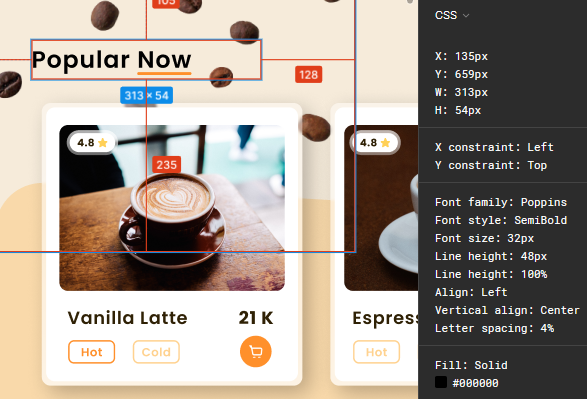 105
CSS
Popular Now
128
313 × 54
X: 135px
Y: 659px
W: 313px
H: 54px
4.8
4.8
235
X constraint: Left
Y constraint: Top
Font family: Poppins
Font style: SemiBold
Font size: 32px
Line height: 48px
Line height: 100%
Align: Left
Vertical align: Center
Letter spacing: 4%
Vanilla Latte 21 K
Espress
Hot Cold
Hot
Fill: Solid
#000000